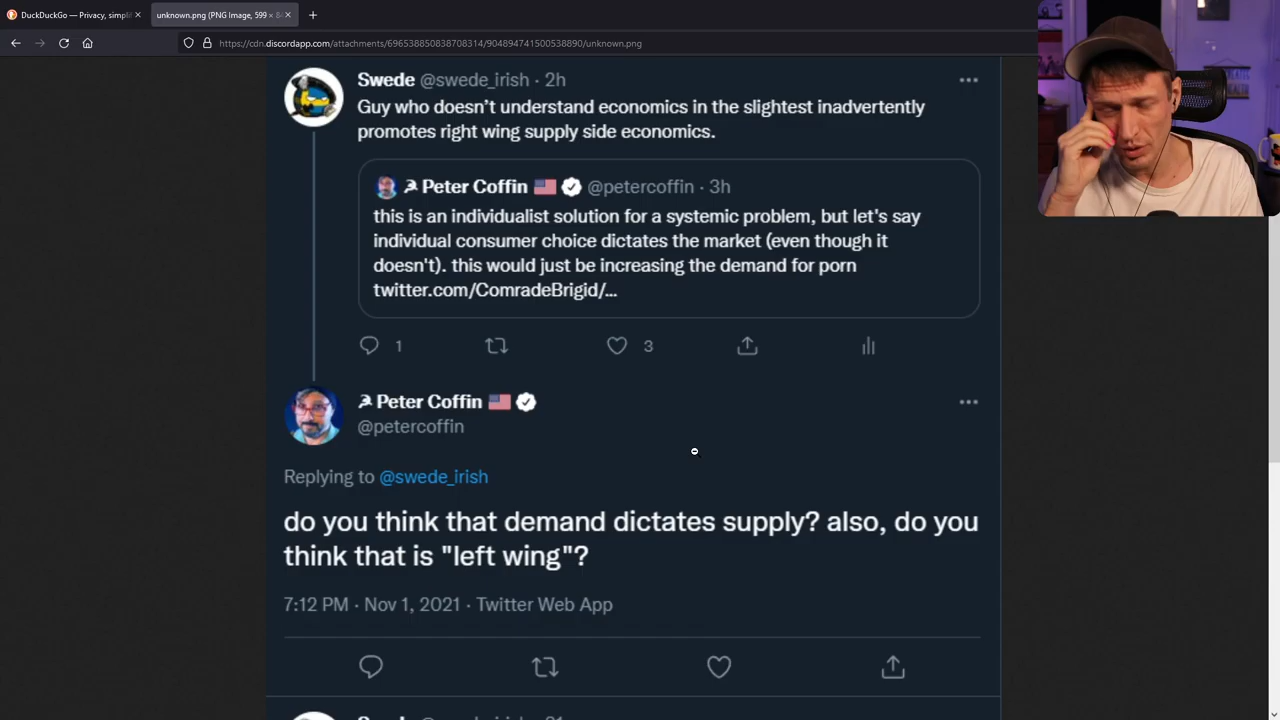 DuckDuckGo — Privacy, simpli
unknown.png (PNG Image, 599 × 84
https://cdn.discordapp.com/attachments/696538850838708314/904894741500538890/unknown.png
Swede @swede_irish · 2h
Guy who doesn’t understand economics in the slightest inadvertently
promotes right wing supply side economics.
☭ Peter Coffin 🇺🇸 @petercoffin · 3h
this is an individualist solution for a systemic problem, but let's say
individual consumer choice dictates the market (even though it
doesn't). this would just be increasing the demand for porn
twitter.com/ComradeBrigid/...
1
3
☭ Peter Coffin 🇺🇸
@petercoffin
Replying to @swede_irish
do you think that demand dictates supply? also, do you
think that is "left wing"?
7:12 PM · Nov 1, 2021 · Twitter Web App